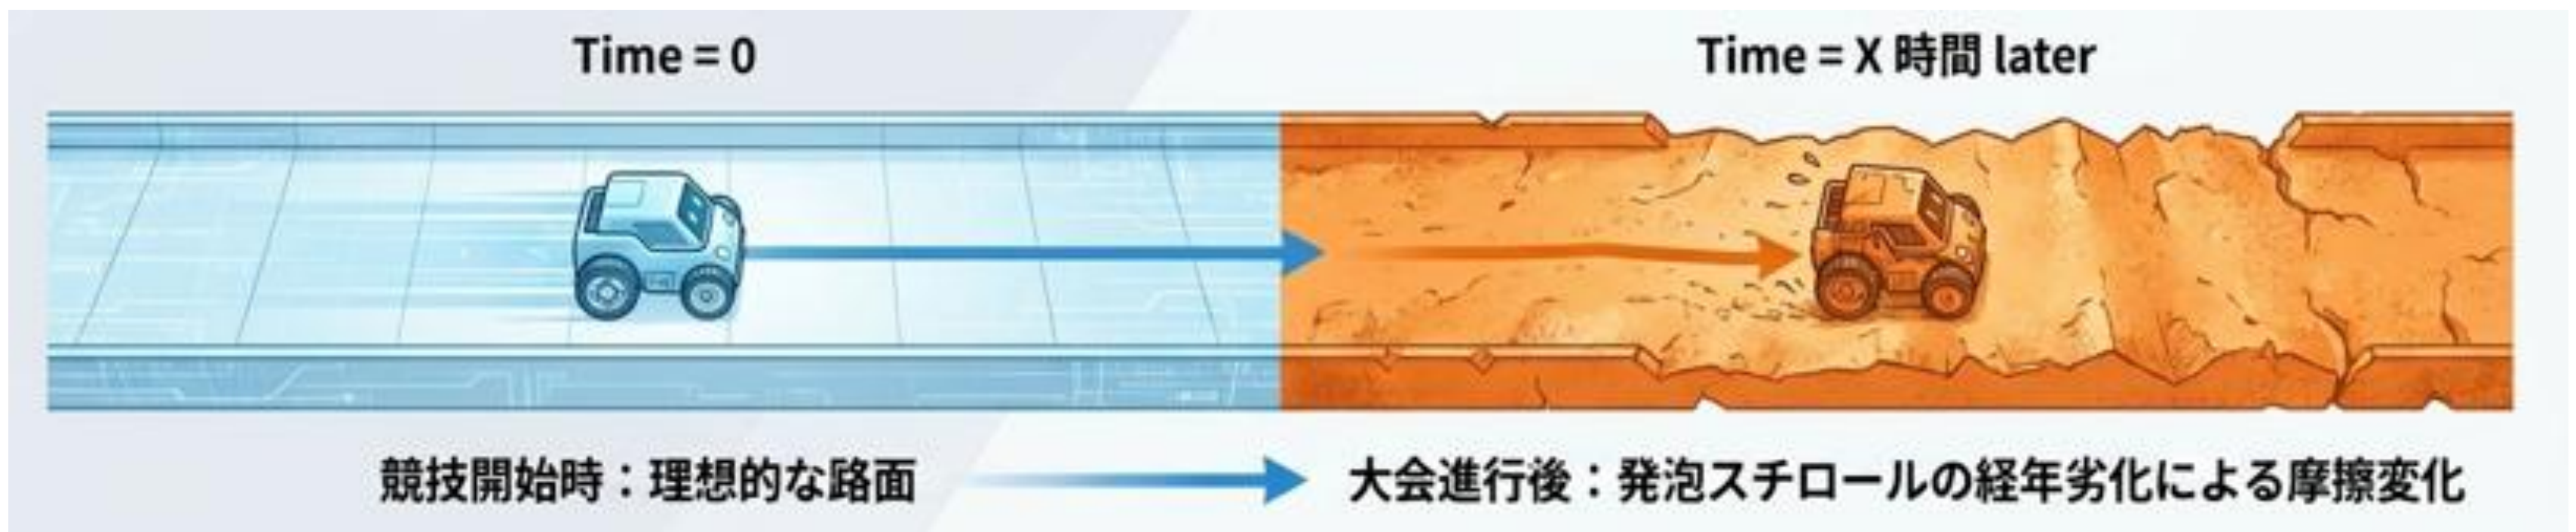 Time = 0
Time = X 時間 later
競技開始時：理想的な路面
大会進行後：発泡スチロールの経年劣化による摩擦変化